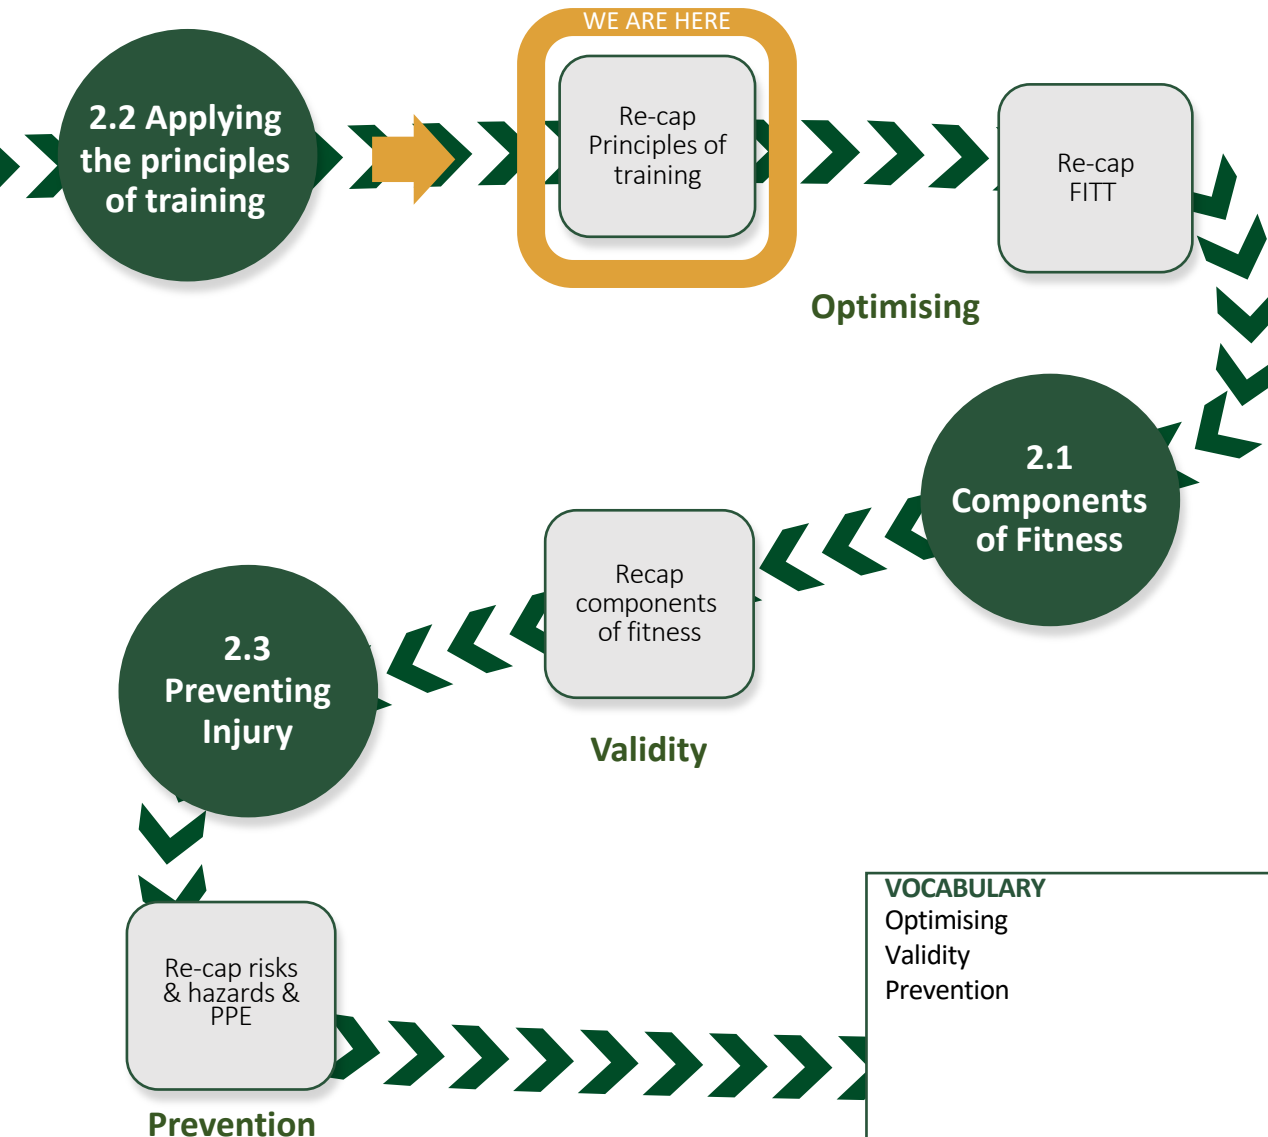 WE ARE HERE
2.2 Applying
the principles
of training
Re-cap
Principles of
training
Re-cap
FITT
Optimising
2.1
Components
of Fitness
Recap
components
of fitness
Validity
2.3
Preventing
Injury
Re-cap risks
& hazards &
PPE
Prevention
VOCABULARY
Optimising
Validity
Prevention